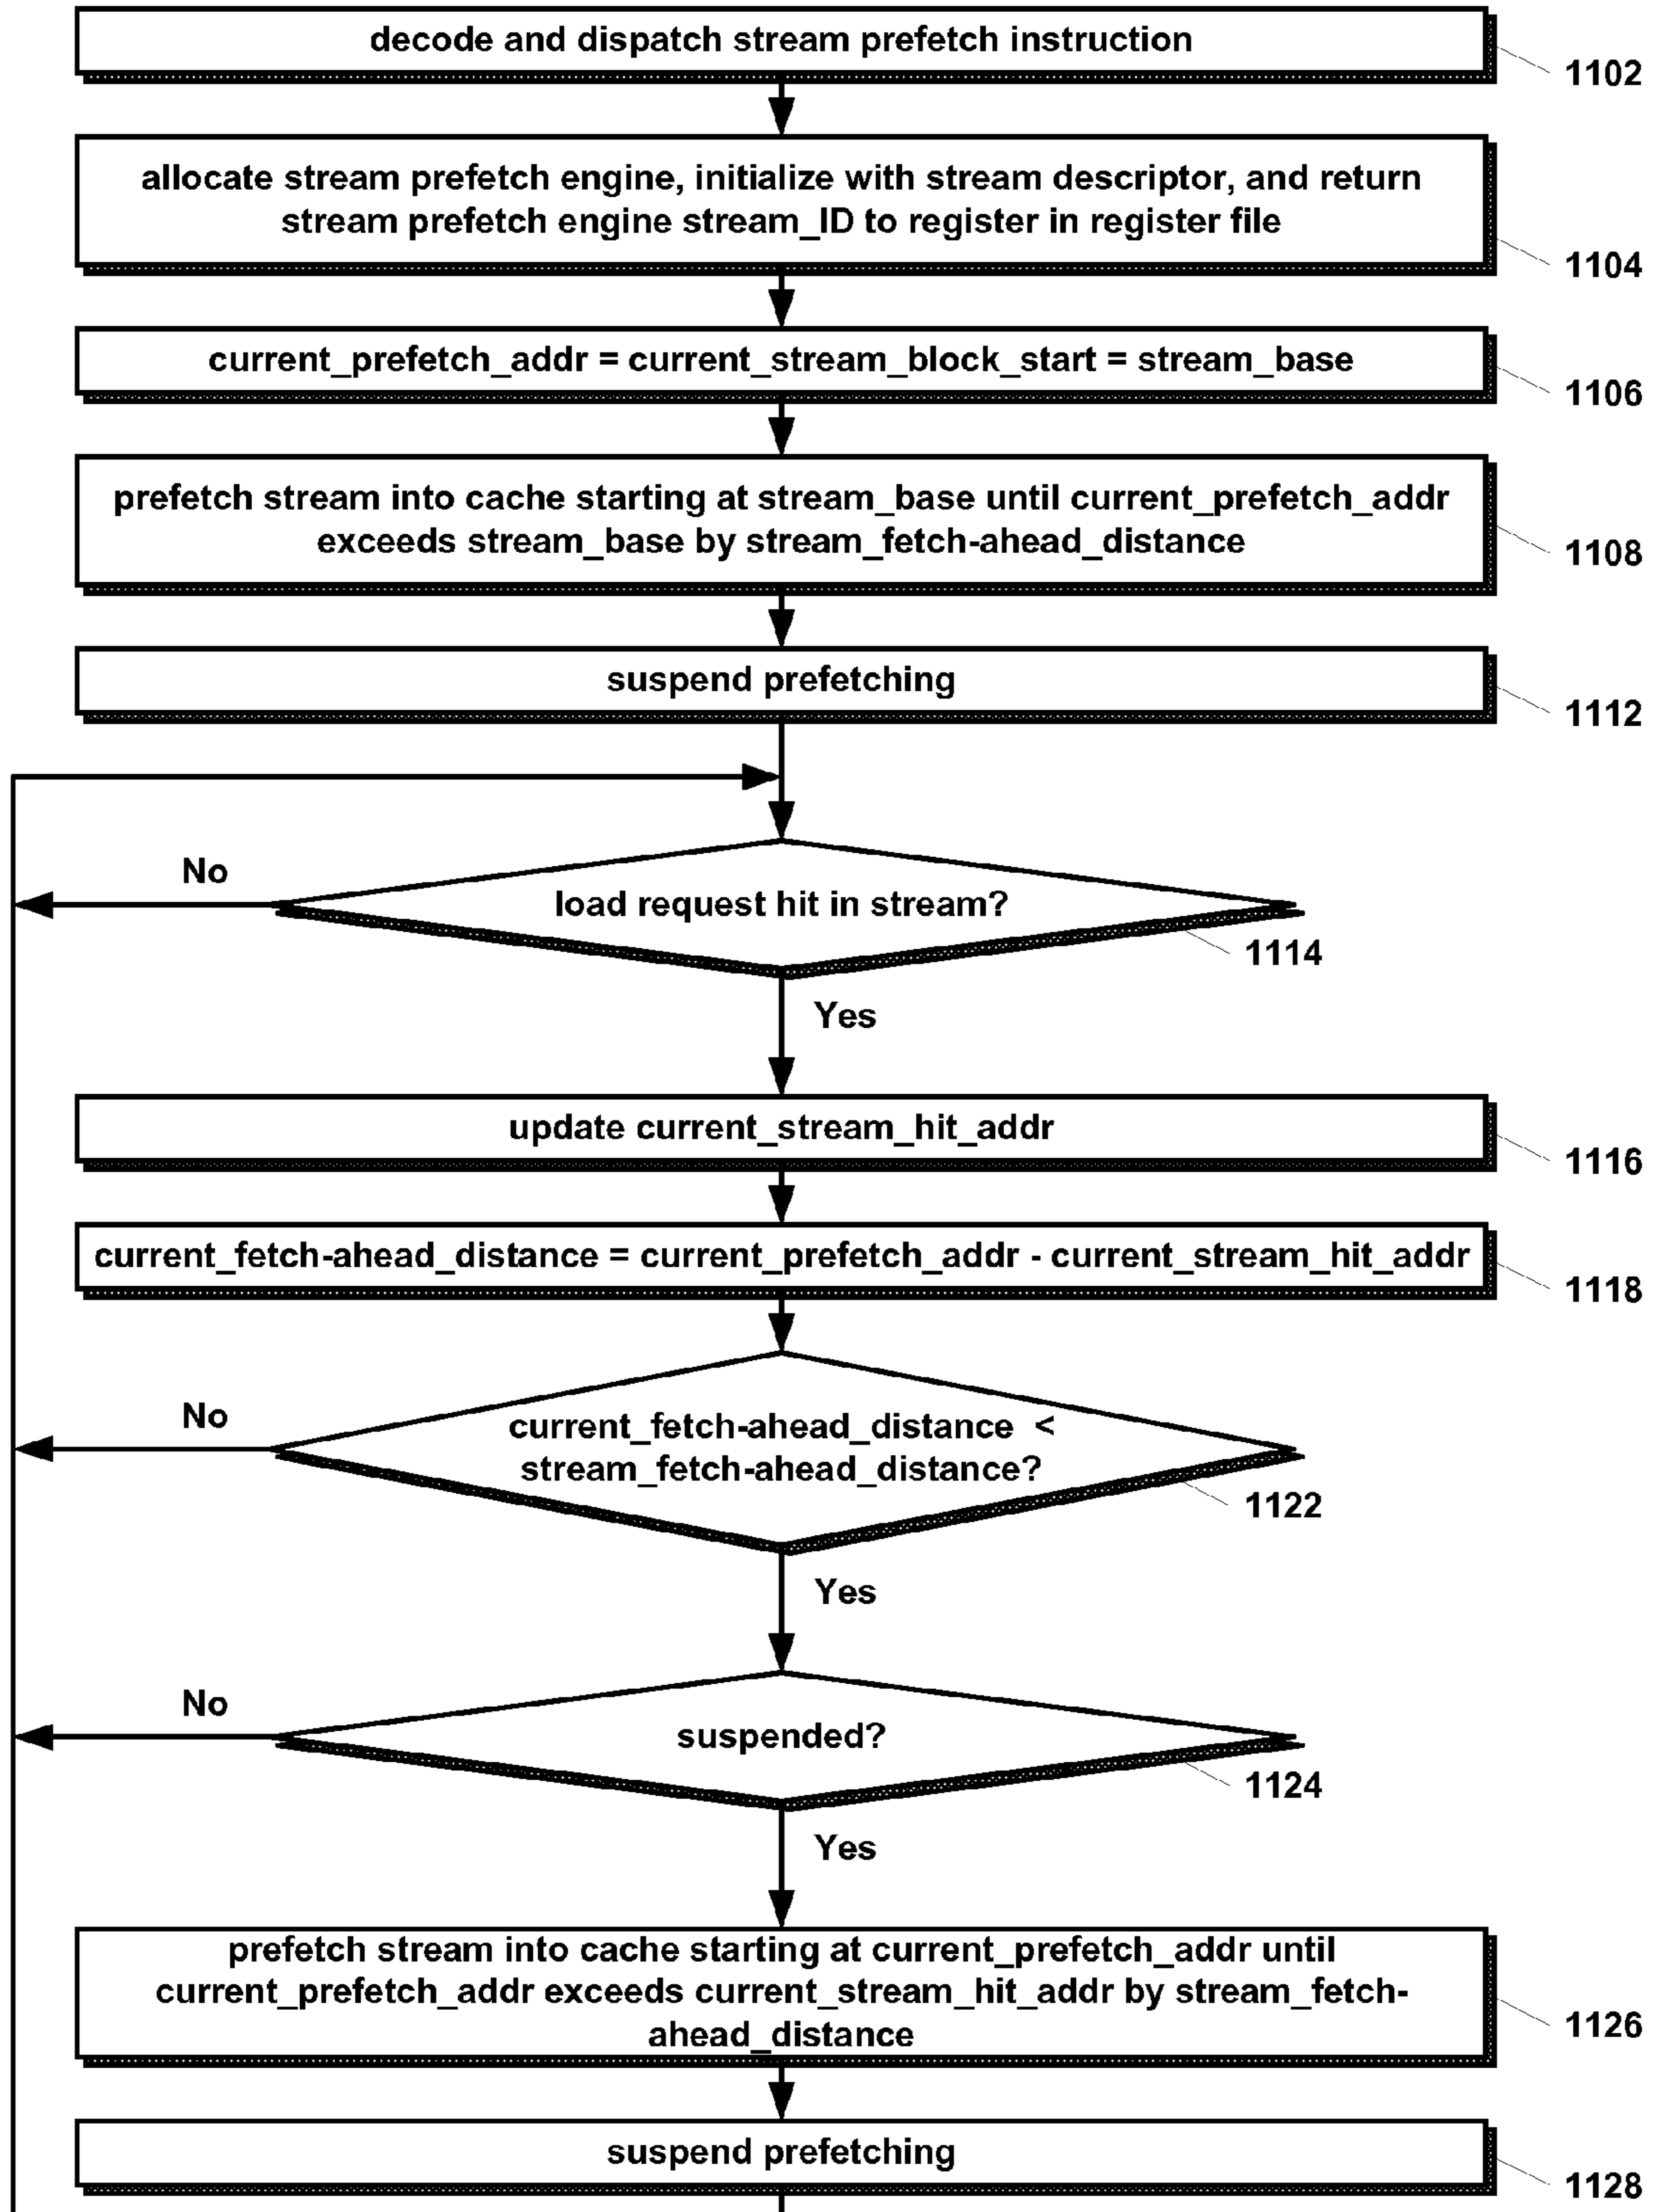 decode and dispatch stream prefetch instruction
1102
allocate stream prefetch engine, initialize with stream descriptor, and return
stream prefetch engine stream_ID to register in register file
1104
current_prefetch_addr = current_stream_block_start = stream_base
1106
prefetch stream into cache starting at stream_base until current_prefetch_addr
exceeds stream_base by stream_fetch-ahead_distance
1108
suspend prefetching
1112
No
load request hit in stream?
1114
Yes
update current_stream_hit_addr
1116
current_fetch-ahead_distance = current_prefetch_addr - current_stream_hit_addr
1118
No
current_fetch-ahead_distance <
stream_fetch-ahead_distance?
1122
Yes
No
suspended?
1124
Yes
prefetch stream into cache starting at current_prefetch_addr until
current_prefetch_addr exceeds current_stream_hit_addr by stream_fetch-
ahead_distance
1126
suspend prefetching
1128